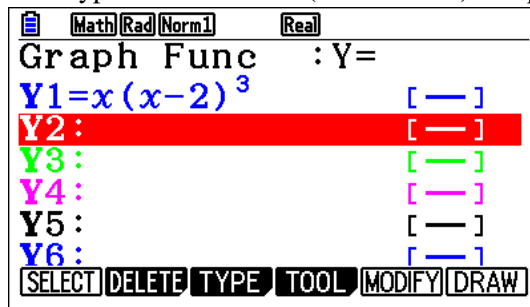 Math Rad Norm1 Real
Graph Func :Y=
Y1=x(x-2)³ [—]
Y2: [—]
Y3: [—]
Y4: [—]
Y5: [—]
Y6: [—]
SELECT DELETE TYPE TOOL MODIFY DRAW